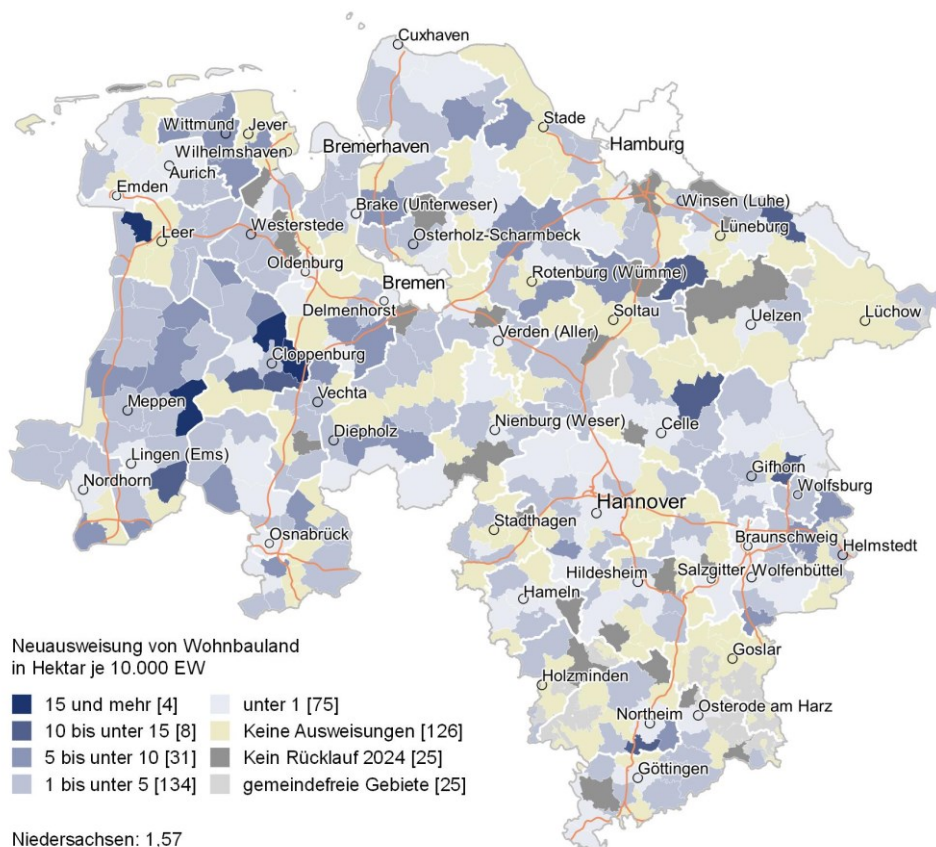 Cuxhaven
Wittmund
Jever
Stade
Wilhelmshaven
Bremerhaven
Hamburg
Aurich
Emden
Brake (Unterweser)
Winsen (Luhe)
Westerstede
Lüneburg
Leer
Osterholz-Scharmbeck
Oldenburg
Rotenburg (Wümme)
Bremen
Delmenhorst
Soltau
Uelzen
Lüchow
Verden (Aller)
Cloppenburg
Vechta
Meppen
Nienburg (Weser)
Celle
Diepholz
Lingen (Ems)
Gifhorn
Nordhorn
Wolfsburg
Hannover
Stadthagen
Osnabrück
Braunschweig
Helmstedt
Hildesheim
Salzgitter
Wolfenbüttel
Hameln
Goslar
Holzminden
Osterode am Harz
Northeim
Göttingen
Neuausweisung von Wohnbauland
in Hektar je 10.000 EW
15 und mehr [4]
10 bis unter 15 [8]
5 bis unter 10 [31]
1 bis unter 5 [134]
unter 1 [75]
Keine Ausweisungen [126]
Kein Rücklauf 2024 [25]
gemeindefreie Gebiete [25]
Niedersachsen: 1,57